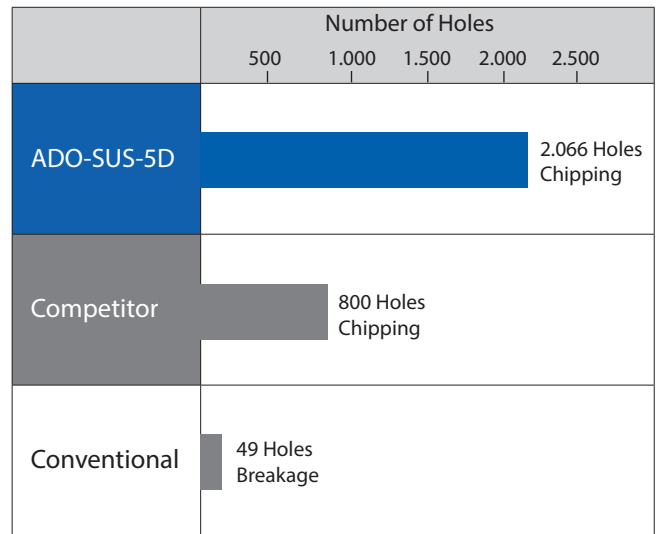 Number of Holes
500 1.000 1.500 2.000 2.500
ADO-SUS-5D
2.066 Holes
Chipping
Competitor
800 Holes
Chipping
Conventional
49 Holes
Breakage